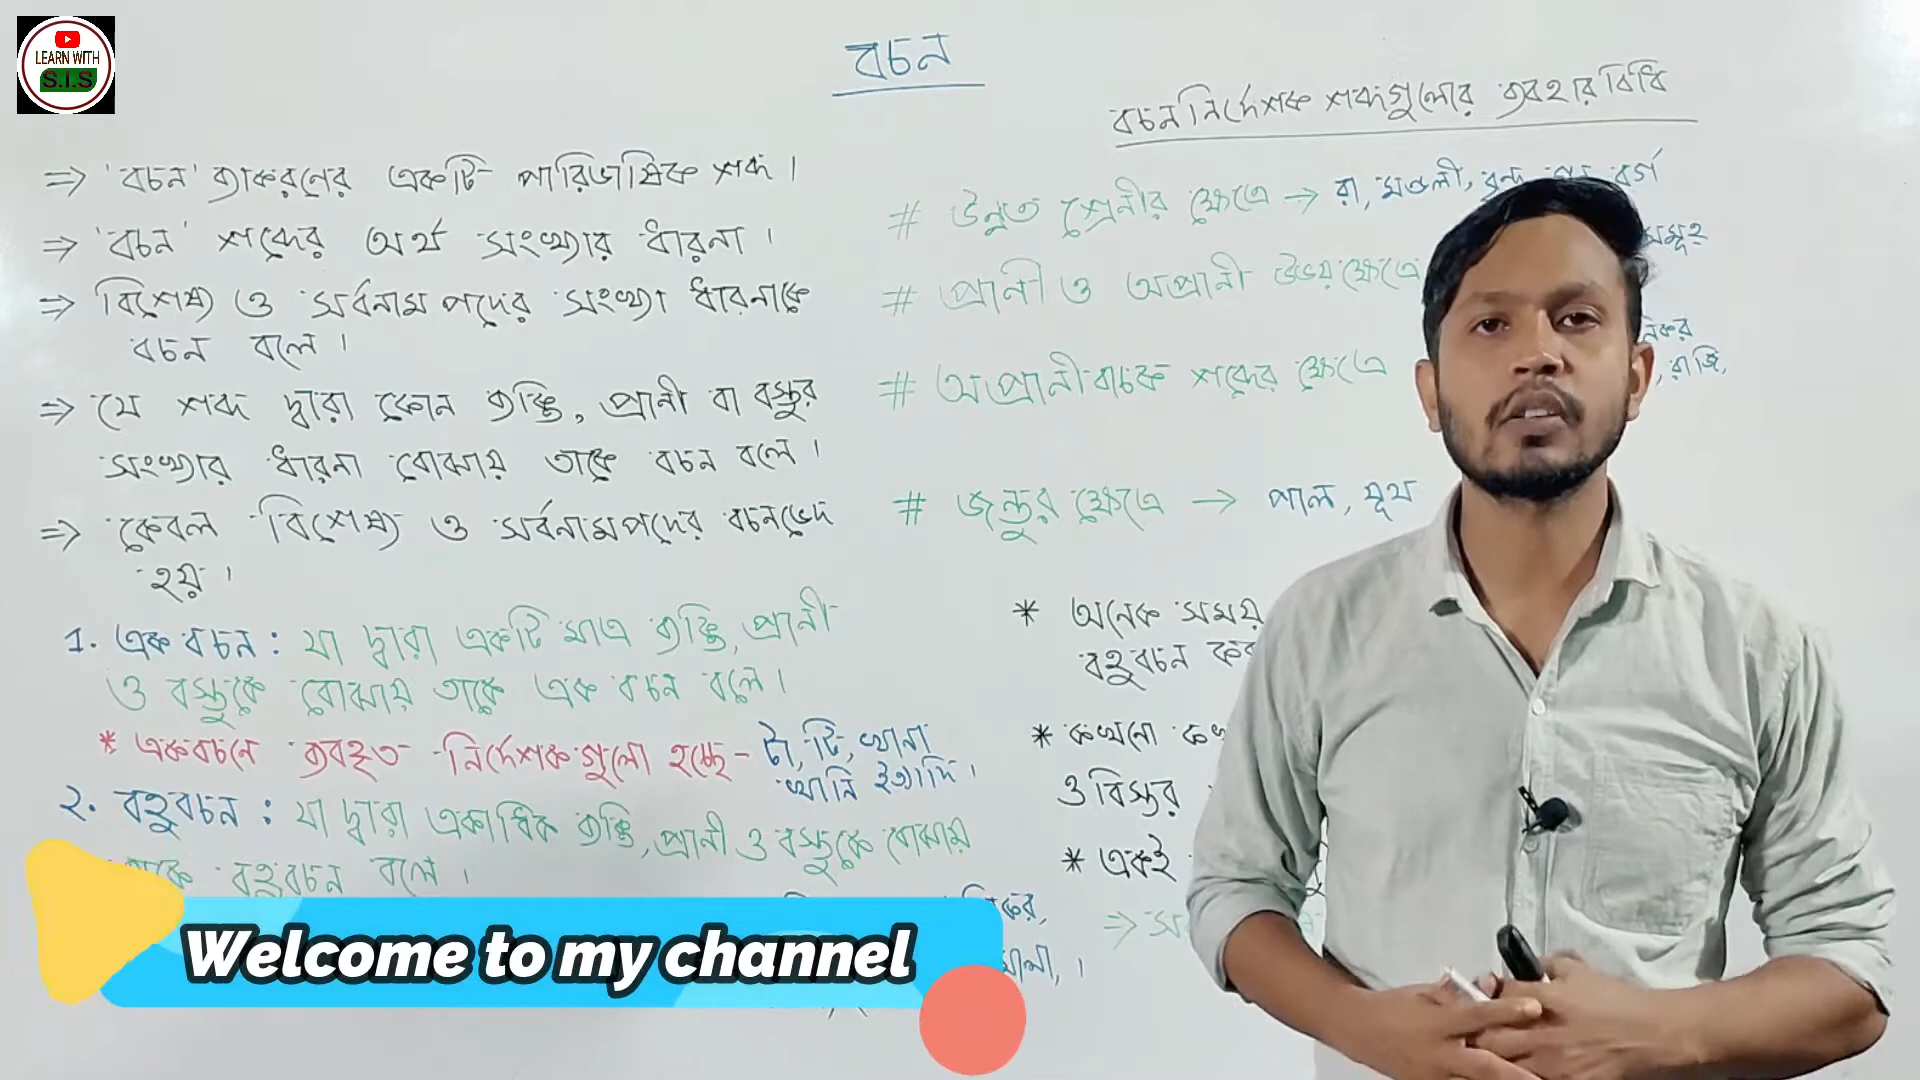 LEARN WITH
S.I.S
বচন
⇒ 'বচন' ব্যাকরণের একটি পারিভাষিক শব্দ।
⇒ 'বচন' শব্দের অর্থ সংখ্যার ধারনা।
⇒ বিশেষ্য ও সর্বনাম পদের সংখ্যা ধারনাকে
বচন বলে।
⇒ যে শব্দ দ্বারা কোন ব্যক্তি, প্রানী বা বস্তুর
সংখ্যার ধারনা বোঝায় তাকে বচন বলে।
⇒ কেবল বিশেষ্য ও সর্বনামপদের বচনভেদ
হয়।
1. এক বচন : যা দ্বারা একটি মাত্র ব্যক্তি, প্রানী
ও বস্তুকে বোঝায় তাকে এক বচন বলে।
* একবচনে ব্যবহৃত নির্দেশকগুলো হচ্ছে - টা, টি, খানা
খানি ইত্যাদি।
২. বহুবচন : যা দ্বারা একাধিক ব্যক্তি, প্রানী ও বস্তুকে বোঝায়
তাকে বহুবচন বলে।
বচন নির্দেশক শব্দগুলোর ব্যবহার বিধি
# উন্নত শ্রেনীর ক্ষেত্রে → রা, মণ্ডলী, বৃন্দ, বর্গ
# প্রানী ও অপ্রানী উভয় ক্ষেত্রে সমূহ
# অপ্রানীবাচক শব্দের ক্ষেত্রে রাজি,
# জন্তুর ক্ষেত্রে → পাল, যূথ
* অনেক সময়
বহুবচন
* কখনো
ও বিস্তর
* একই
Welcome to my channel